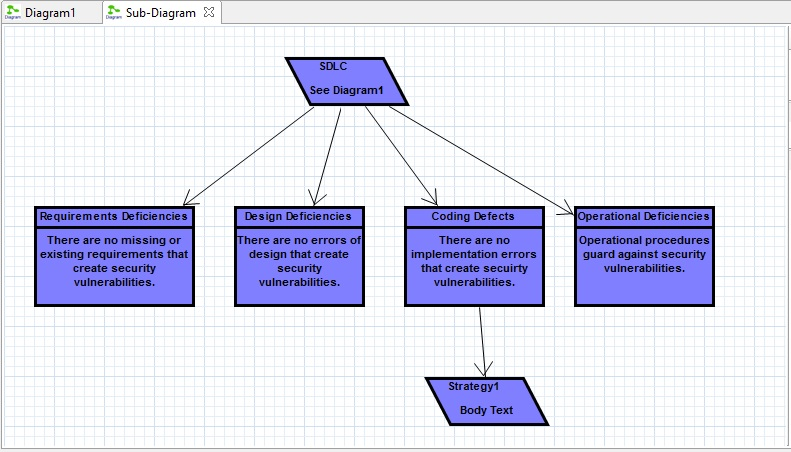 Diagram1
Sub-Diagram
SDLC
See Diagram1
Requirements Deficiencies
There are no missing or
existing requirements that
create security
vulnerabilities.
Design Deficiencies
There are no errors of
design that create
security
vulnerabilities.
Coding Defects
There are no
implementation errors
that create secuirty
vulnerabilities.
Operational Deficiencies
Operational procedures
guard against security
vulnerabilities.
Strategy1
Body Text